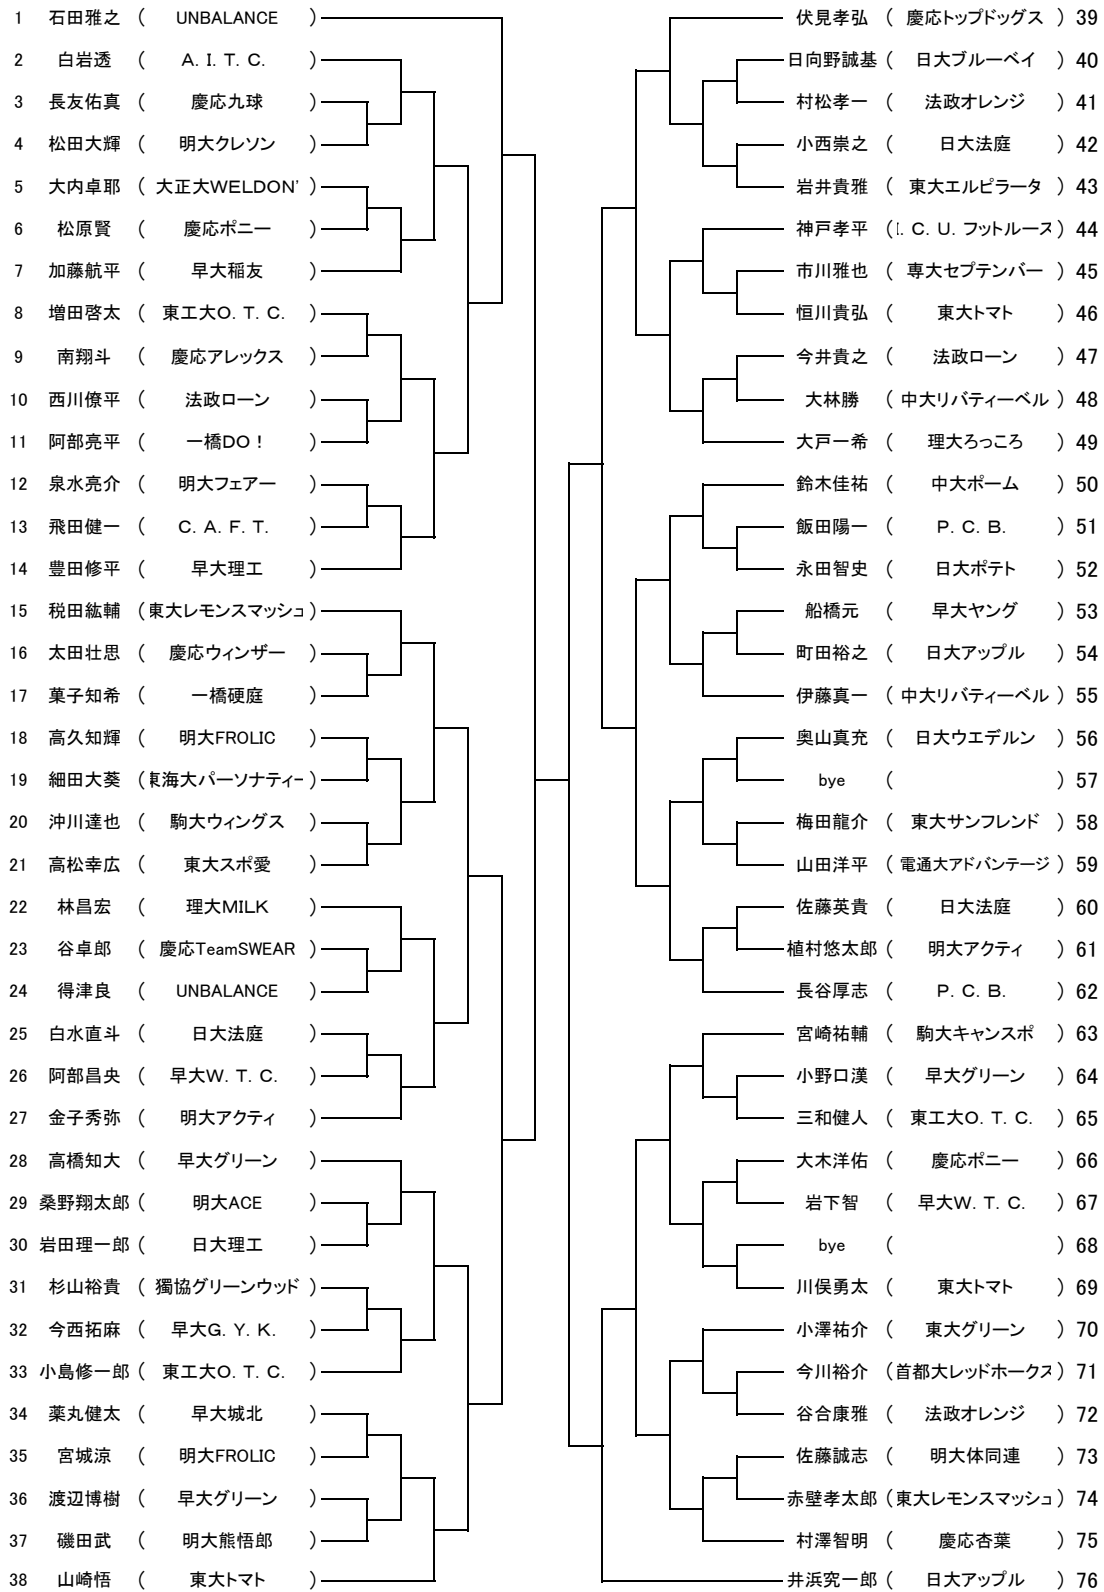 1 石田雅之 ( UNBALANCE )
2 白岩透 ( A. I. T. C. )
3 長友佑真 ( 慶応九球 )
4 松田大輝 ( 明大クレソン )
5 大内卓耶 ( 大正大WELDON' )
6 松原賢 ( 慶応ポニー )
7 加藤航平 ( 早大稲友 )
8 増田啓太 ( 東工大O. T. C. )
9 南翔斗 ( 慶応アレックス )
10 西川僚平 ( 法政ローン )
11 阿部亮平 ( 一橋DO！ )
12 泉水亮介 ( 明大フェアー )
13 飛田健一 ( C. A. F. T. )
14 豊田修平 ( 早大理工 )
15 税田紘輔 ( 東大レモンスマッシュ )
16 太田壮思 ( 慶応ウィンザー )
17 菓子知希 ( 一橋硬庭 )
18 高久知輝 ( 明大FROLIC )
19 細田大葵 ( 東海大パーソナティー )
20 沖川達也 ( 駒大ウィングス )
21 高松幸広 ( 東大スポ愛 )
22 林昌宏 ( 理大MILK )
23 谷卓郎 ( 慶応TeamSWEAR )
24 得津良 ( UNBALANCE )
25 白水直斗 ( 日大法庭 )
26 阿部昌央 ( 早大W. T. C. )
27 金子秀弥 ( 明大アクティ )
28 高橋知大 ( 早大グリーン )
29 桑野翔太郎 ( 明大ACE )
30 岩田理一郎 ( 日大理工 )
31 杉山裕貴 ( 獨協グリーンウッド )
32 今西拓麻 ( 早大G. Y. K. )
33 小島修一郎 ( 東工大O. T. C. )
34 薬丸健太 ( 早大城北 )
35 宮城涼 ( 明大FROLIC )
36 渡辺博樹 ( 早大グリーン )
37 磯田武 ( 明大熊悟郎 )
38 山崎悟 ( 東大トマト )
伏見孝弘 ( 慶応トップドッグス ) 39
日向野誠基 ( 日大ブルーベイ ) 40
村松孝一 ( 法政オレンジ ) 41
小西崇之 ( 日大法庭 ) 42
岩井貴雅 ( 東大エルピラータ ) 43
神戸孝平 ( I. C. U. フットルース ) 44
市川雅也 ( 専大セプテンバー ) 45
恒川貴弘 ( 東大トマト ) 46
今井貴之 ( 法政ローン ) 47
大林勝 ( 中大リバティーベル ) 48
大戸一希 ( 理大ろっころ ) 49
鈴木佳祐 ( 中大ポーム ) 50
飯田陽一 ( P. C. B. ) 51
永田智史 ( 日大ポテト ) 52
船橋元 ( 早大ヤング ) 53
町田裕之 ( 日大アップル ) 54
伊藤真一 ( 中大リバティーベル ) 55
奥山真充 ( 日大ウエデルン ) 56
bye ( ) 57
梅田龍介 ( 東大サンフレンド ) 58
山田洋平 ( 電通大アドバンテージ ) 59
佐藤英貴 ( 日大法庭 ) 60
植村悠太郎 ( 明大アクティ ) 61
長谷厚志 ( P. C. B. ) 62
宮崎祐輔 ( 駒大キャンスポ ) 63
小野口漢 ( 早大グリーン ) 64
三和健人 ( 東工大O. T. C. ) 65
大木洋佑 ( 慶応ポニー ) 66
岩下智 ( 早大W. T. C. ) 67
bye ( ) 68
川俣勇太 ( 東大トマト ) 69
小澤祐介 ( 東大グリーン ) 70
今川裕介 ( 首都大レッドホークス ) 71
谷合康雅 ( 法政オレンジ ) 72
佐藤誠志 ( 明大体同連 ) 73
赤壁孝太郎 ( 東大レモンスマッシュ ) 74
村澤智明 ( 慶応杏葉 ) 75
井浜究一郎 ( 日大アップル ) 76